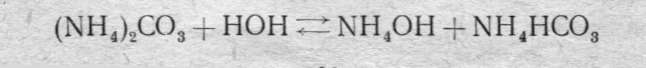 (NH₄)₂CO₃ + HOH ⇄ NH₄OH + NH₄HCO₃